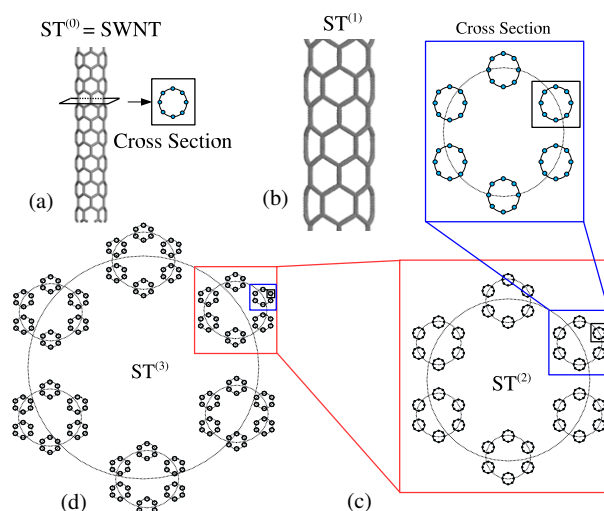 ST(0) = SWNT
Cross Section
(a)
ST(1)
(b)
Cross Section
ST(3)
(d)
ST(2)
(c)